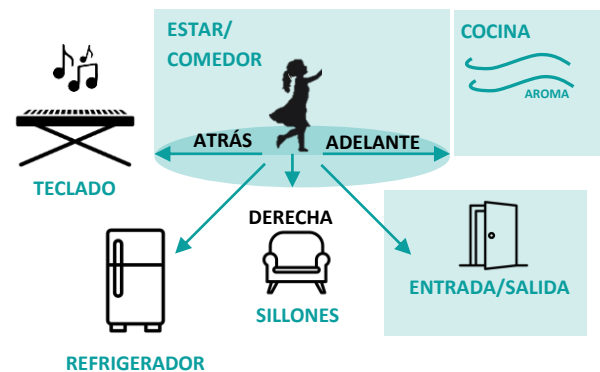 ESTAR/
COMEDOR
COCINA
AROMA
ATRÁS
ADELANTE
TECLADO
DERECHA
ENTRADA/SALIDA
SILLONES
REFRIGERADOR